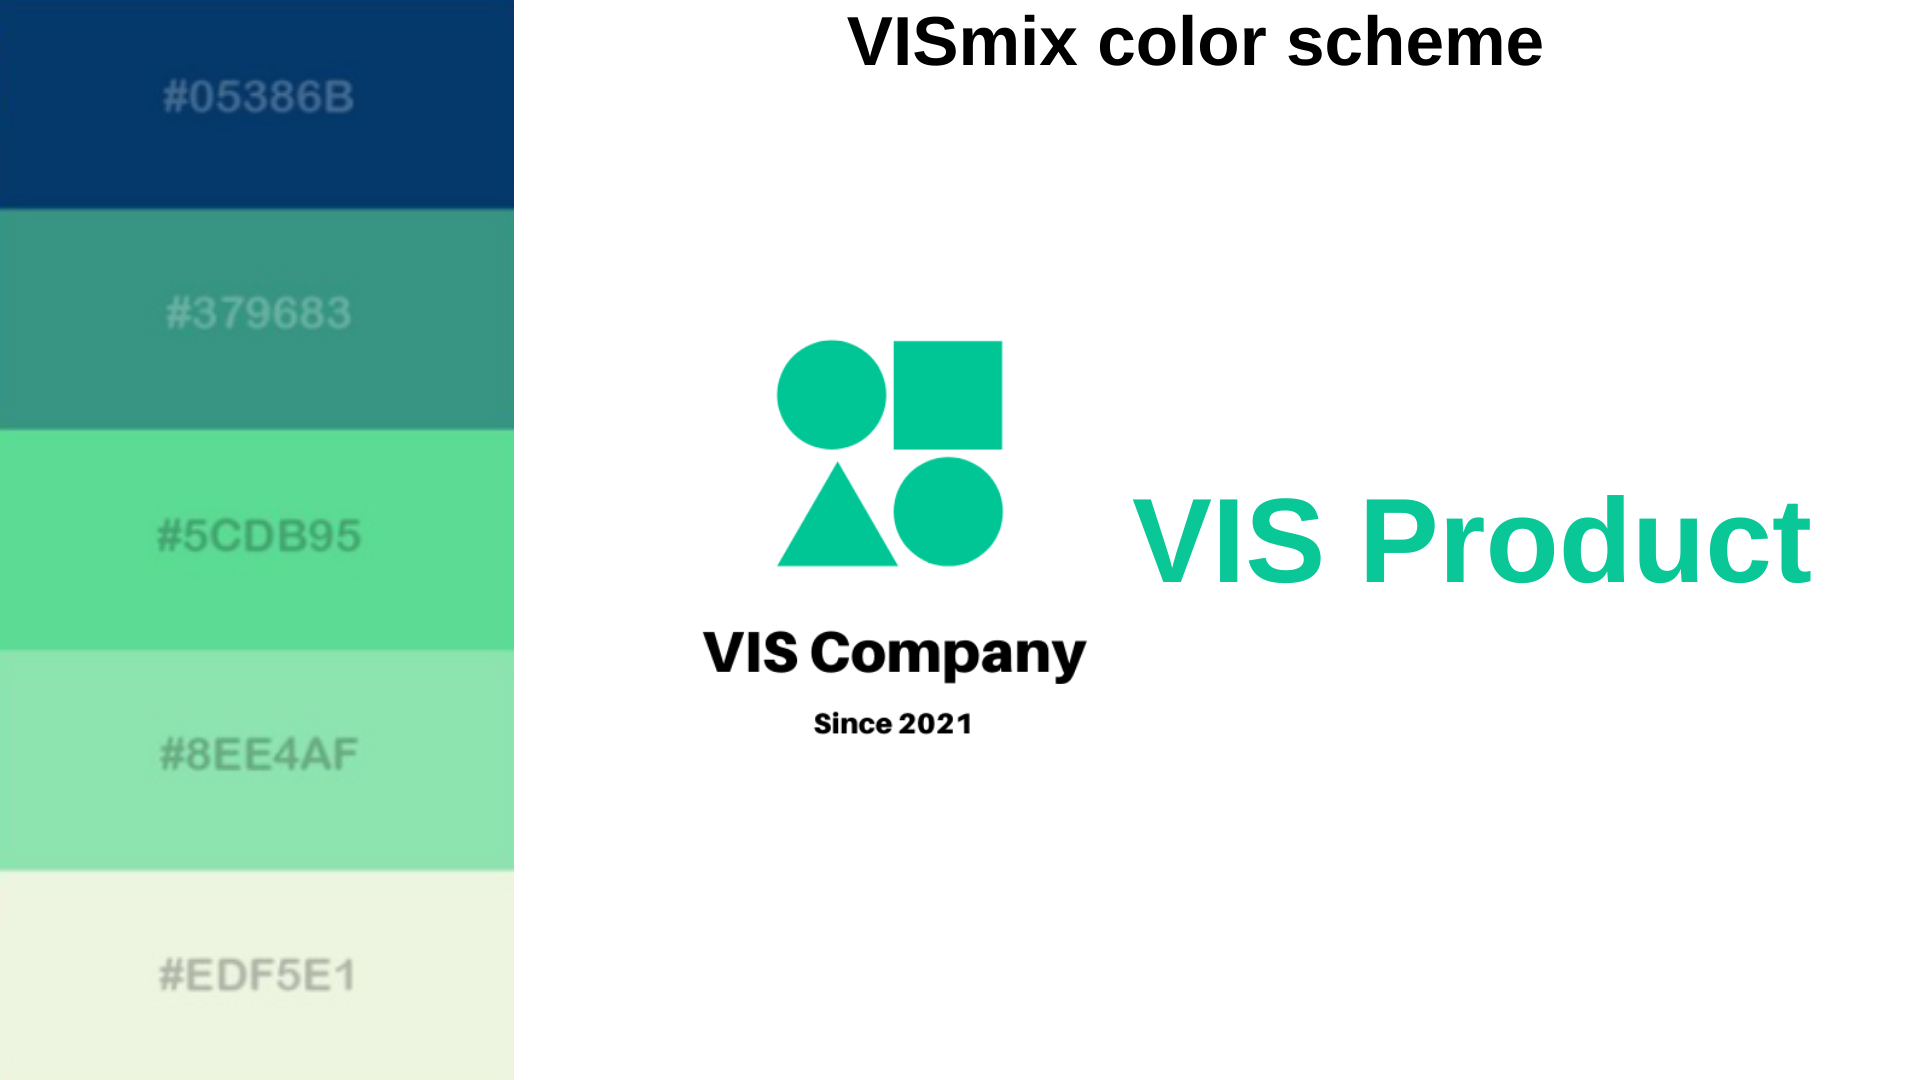 VISmix color scheme
#05386B
#379683
#5CDB95
#8EE4AF
#EDF5E1
VIS Company
Since 2021
VIS Product